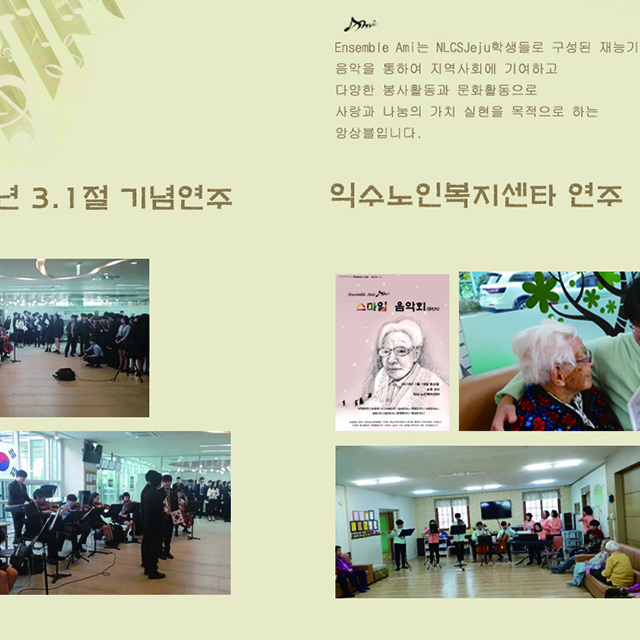 Ami
Ensemble Ami는 NLCSJeju학생들로 구성된 재능기
음악을 통하여 지역사회에 기여하고
다양한 봉사활동과 문화활동으로
사랑과 나눔의 가치 실현을 목적으로 하는
앙상블입니다.
년 3.1절 기념연주
익수노인복지센타 연주
Ensemble Ami
스마일 음악회